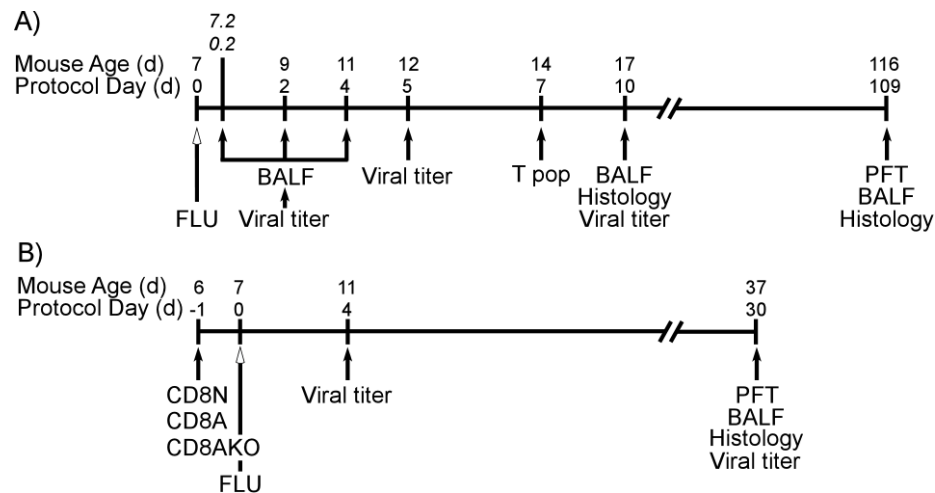 A)
7.2
0.2
Mouse Age (d) 7 9 11 12 14 17 116
Protocol Day (d) 0 2 4 5 7 10 109
BALF Viral titer T pop BALF PFT
Histology BALF
FLU Viral titer Viral titer Histology
B)
Mouse Age (d) 6 7 11 37
Protocol Day (d) -1 0 4 30
CD8N Viral titer PFT
CD8A BALF
CD8AKO Histology
FLU Viral titer